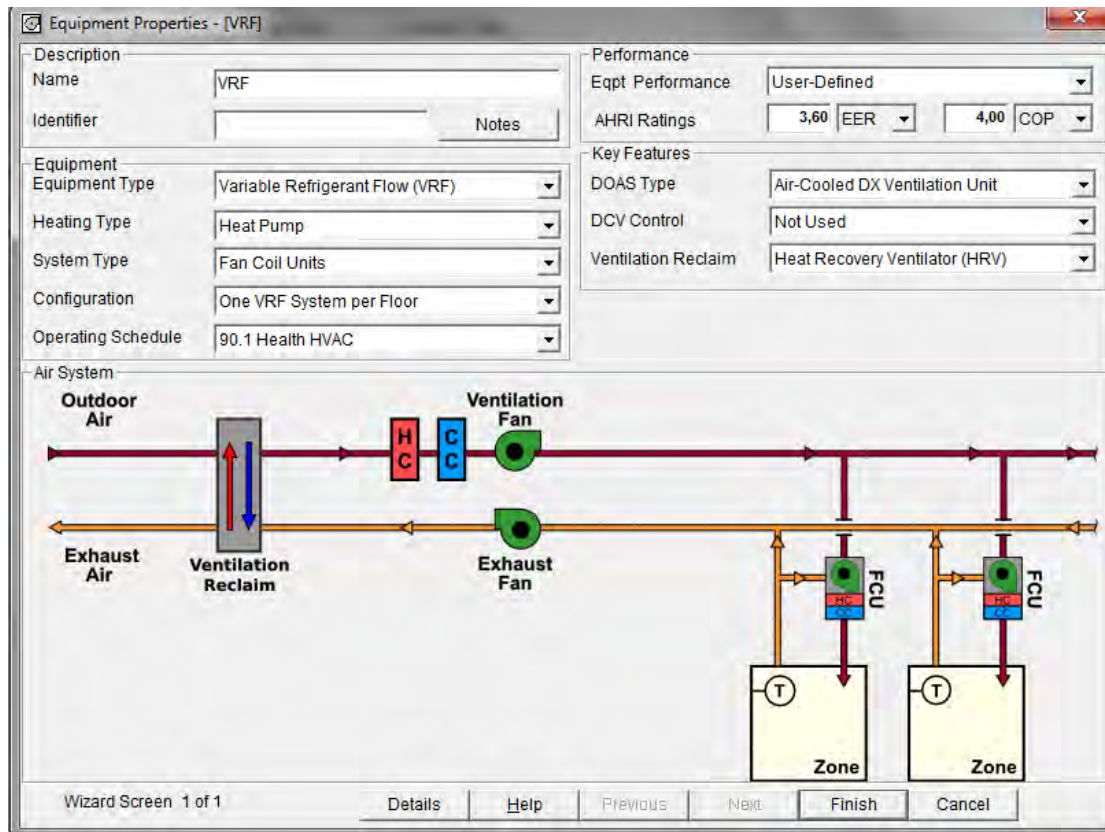 Equipment Properties - [VRF]
Description
Name VRF
Identifier Notes
Equipment
Equipment Type Variable Refrigerant Flow (VRF)
Heating Type Heat Pump
System Type Fan Coil Units
Configuration One VRF System per Floor
Operating Schedule 90.1 Health HVAC
Performance
Eqpt Performance User-Defined
AHRI Ratings 3,60 EER 4,00 COP
Key Features
DOAS Type Air-Cooled DX Ventilation Unit
DCV Control Not Used
Ventilation Reclaim Heat Recovery Ventilator (HRV)
Air System
Outdoor
Air
Ventilation
Fan
HC
CC
Exhaust
Air
Ventilation
Reclaim
Exhaust
Fan
HC
CC
FCU
HC
CC
FCU
T
T
Zone
Zone
Wizard Screen 1 of 1 Details Help Previous Next Finish Cancel